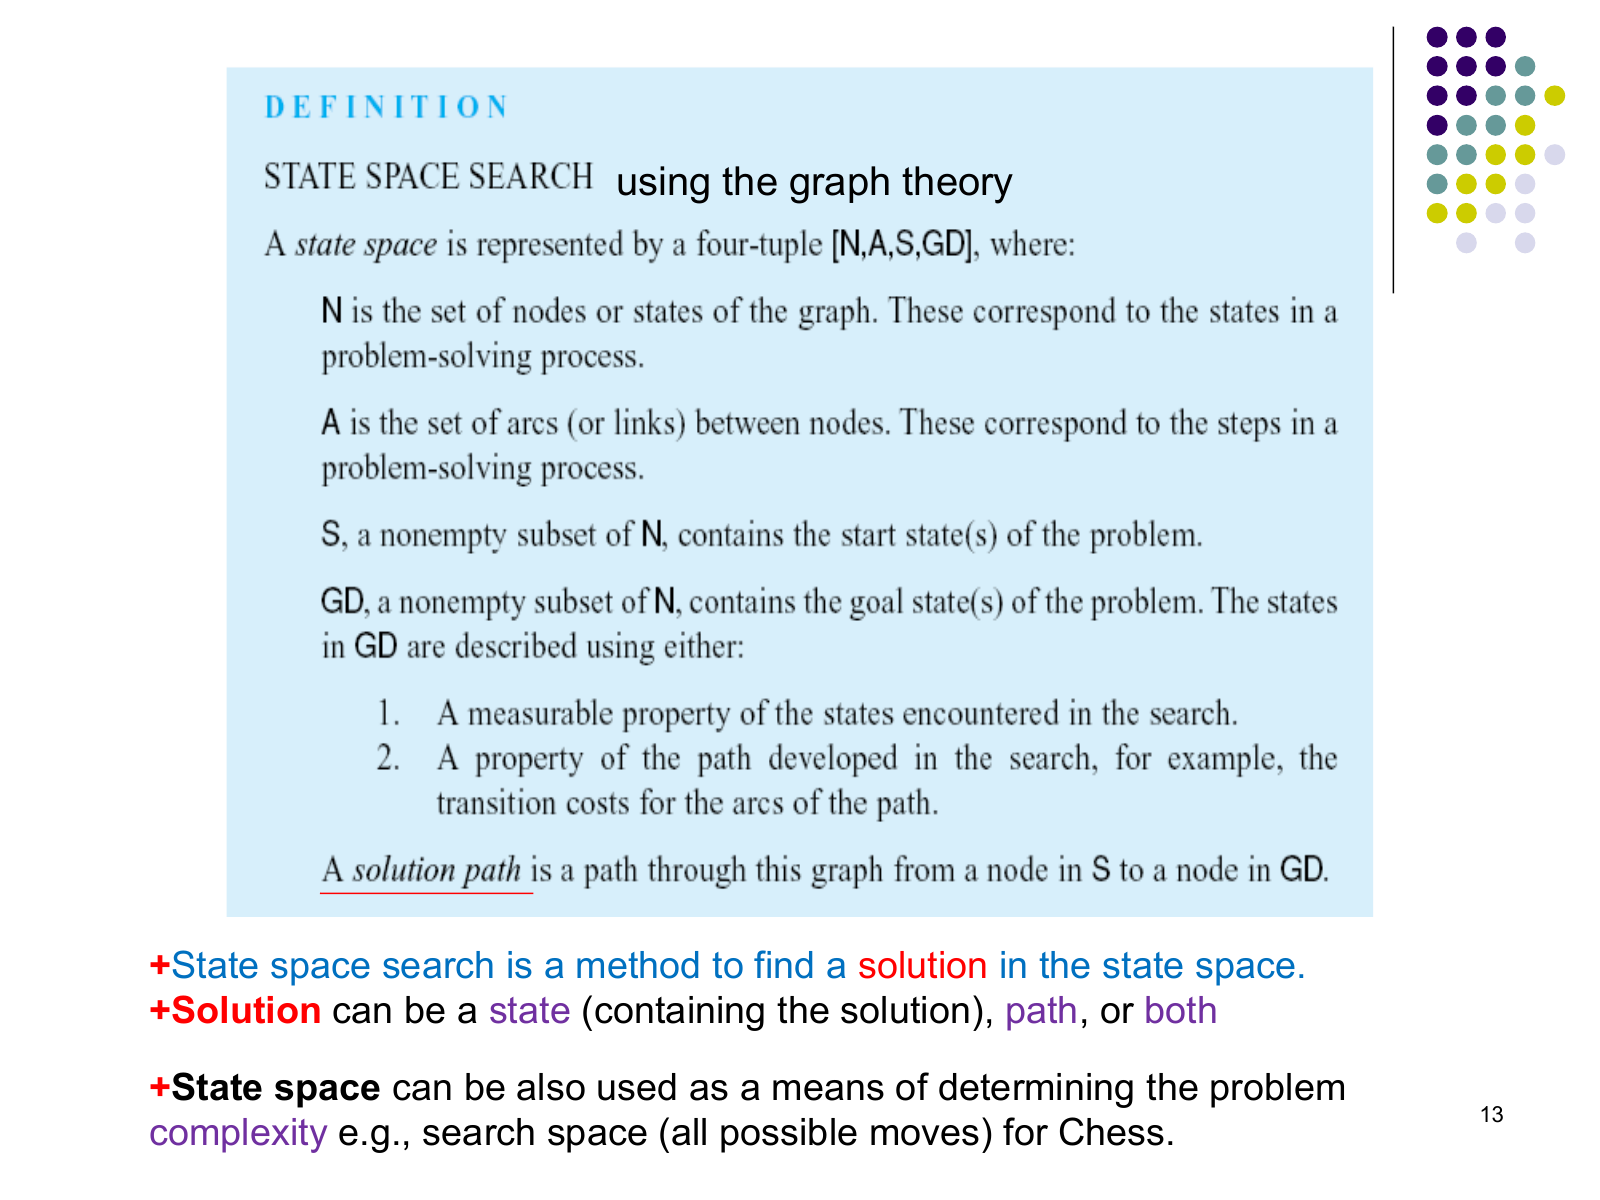 DEFINITION
STATE SPACE SEARCH using the graph theory
A state space is represented by a four-tuple [N,A,S,GD], where:
N is the set of nodes or states of the graph. These correspond to the states in a
problem-solving process.
A is the set of arcs (or links) between nodes. These correspond to the steps in a
problem-solving process.
S, a nonempty subset of N, contains the start state(s) of the problem.
GD, a nonempty subset of N, contains the goal state(s) of the problem. The states
in GD are described using either:
1. A measurable property of the states encountered in the search.
2. A property of the path developed in the search, for example, the
transition costs for the arcs of the path.
A solution path is a path through this graph from a node in S to a node in GD.
+State space search is a method to find a solution in the state space.
+Solution can be a state (containing the solution), path, or both
+State space can be also used as a means of determining the problem
complexity e.g., search space (all possible moves) for Chess.
13